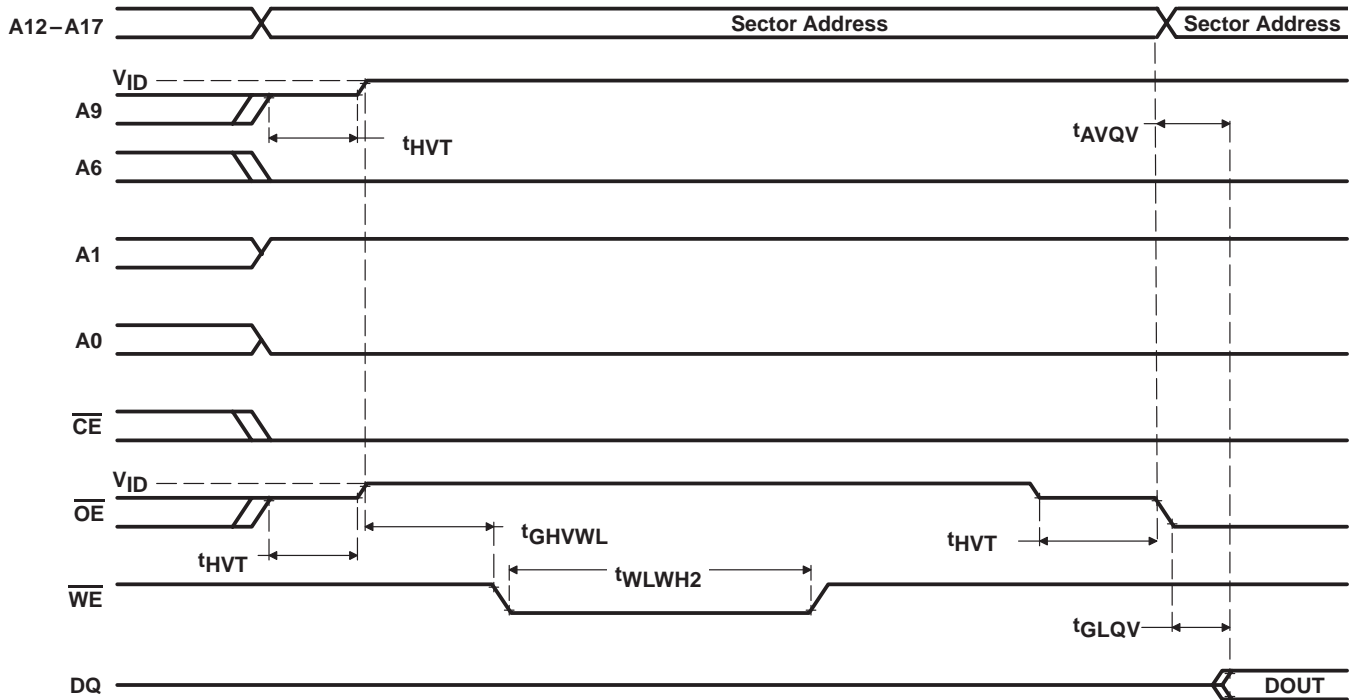 A12–A17 Sector Address Sector Address
VID
A9
tHVT tAVQV
A6
A1
A0
CE
VID
OE
tGHVWL
tHVT tHVT
tWLWH2
WE
tGLQV
DQ DOUT